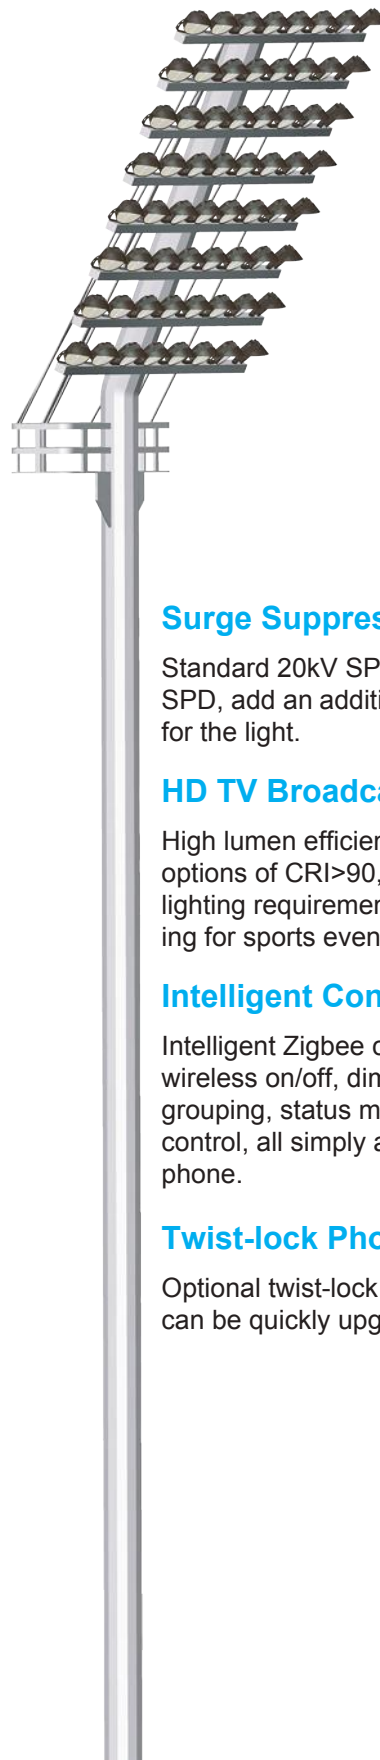 Surge Suppres
Standard 20kV SP
SPD, add an additi
for the light.
HD TV Broadca
High lumen efficien
options of CRI>90,
lighting requiremen
ing for sports even
Intelligent Con
Intelligent Zigbee c
wireless on/off, dim
grouping, status m
control, all simply a
phone.
Twist-lock Pho
Optional twist-lock
can be quickly upg